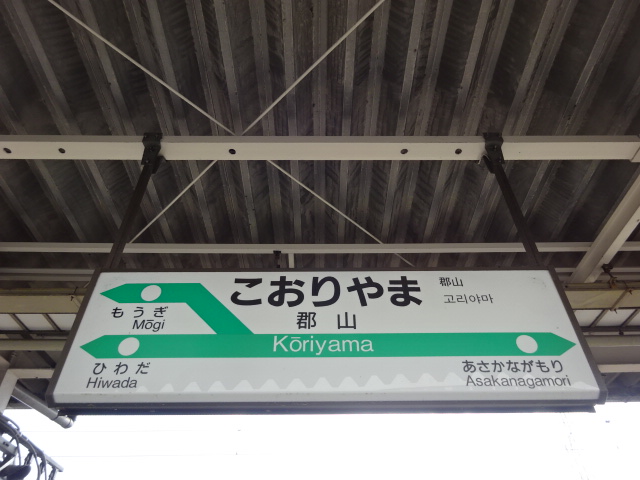 こおりやま
郡山
郡山
고리야마
もうぎ
Mōgi
Kōriyama
ひわだ
Hiwada
あさかながもり
Asakanagamori